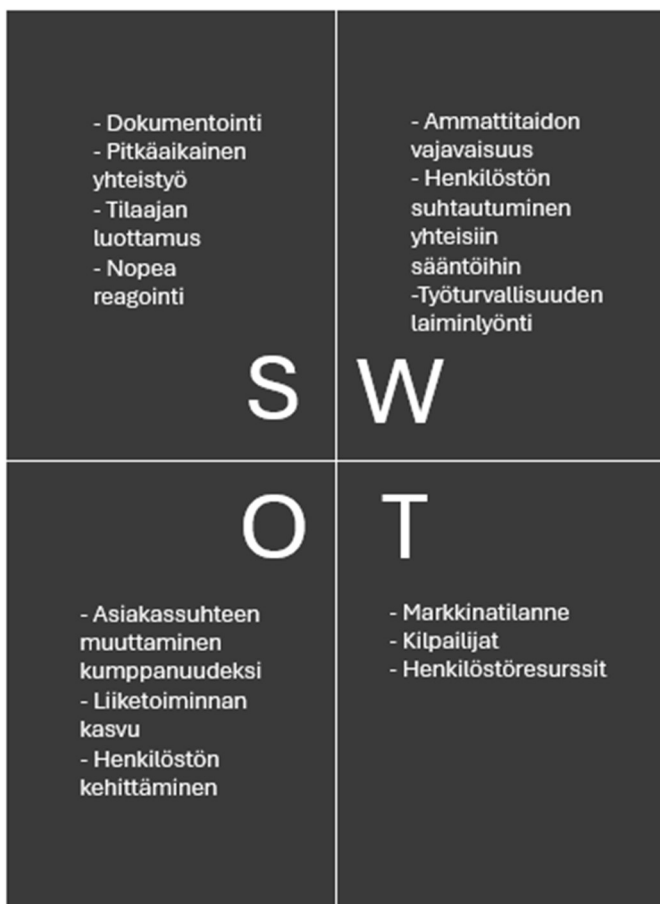 - Dokumentointi
- Pitkäaikainen
yhteistyö
- Tilaajan
luottamus
- Nopea
reagointi
S
- Ammattitaidon
vajavaisuus
- Henkilöstön
suhtautuminen
yhteisiin
sääntöihin
-Työturvallisuuden
laiminlyönti
W
O
- Asiakassuhteen
muuttaminen
kumppanuudeksi
- Liiketoiminnan
kasvu
- Henkilöstön
kehittäminen
T
- Markkinatilanne
- Kilpailijat
- Henkilöstöresurssit